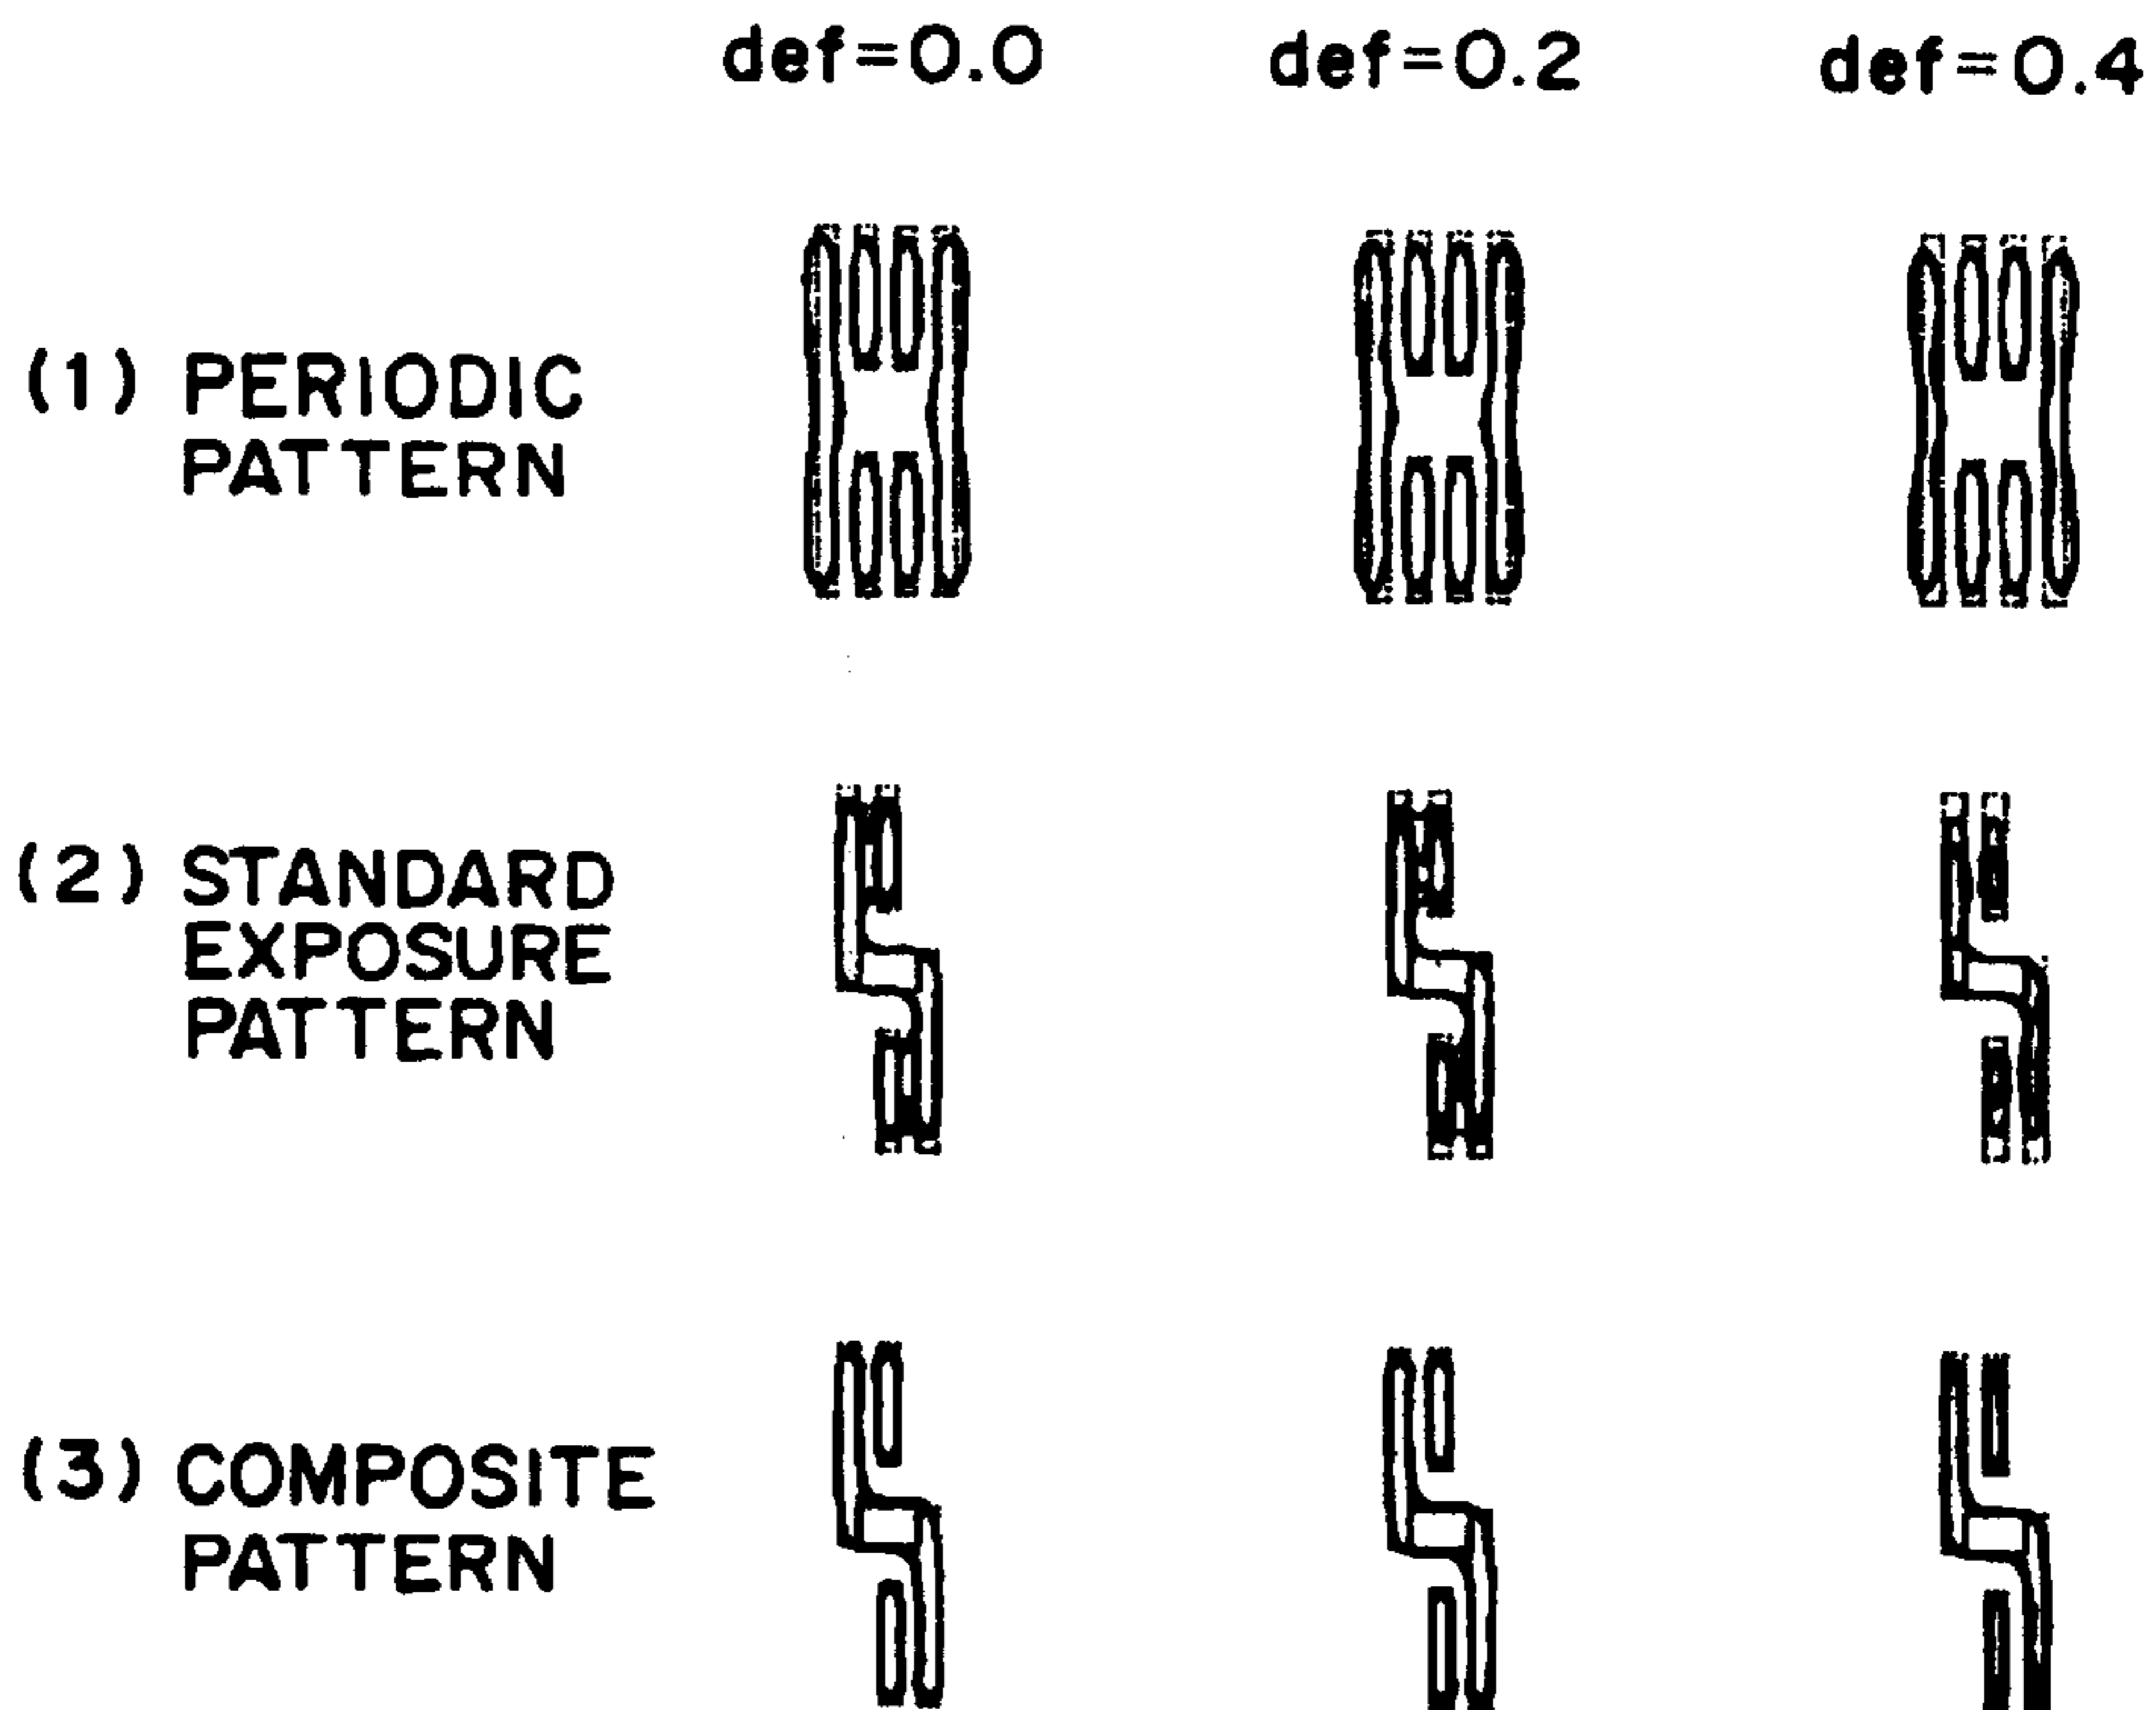 def=0.0 def=0.2 def=0.4
(1) PERIODIC
PATTERN
(2) STANDARD
EXPOSURE
PATTERN
(3) COMPOSITE
PATTERN